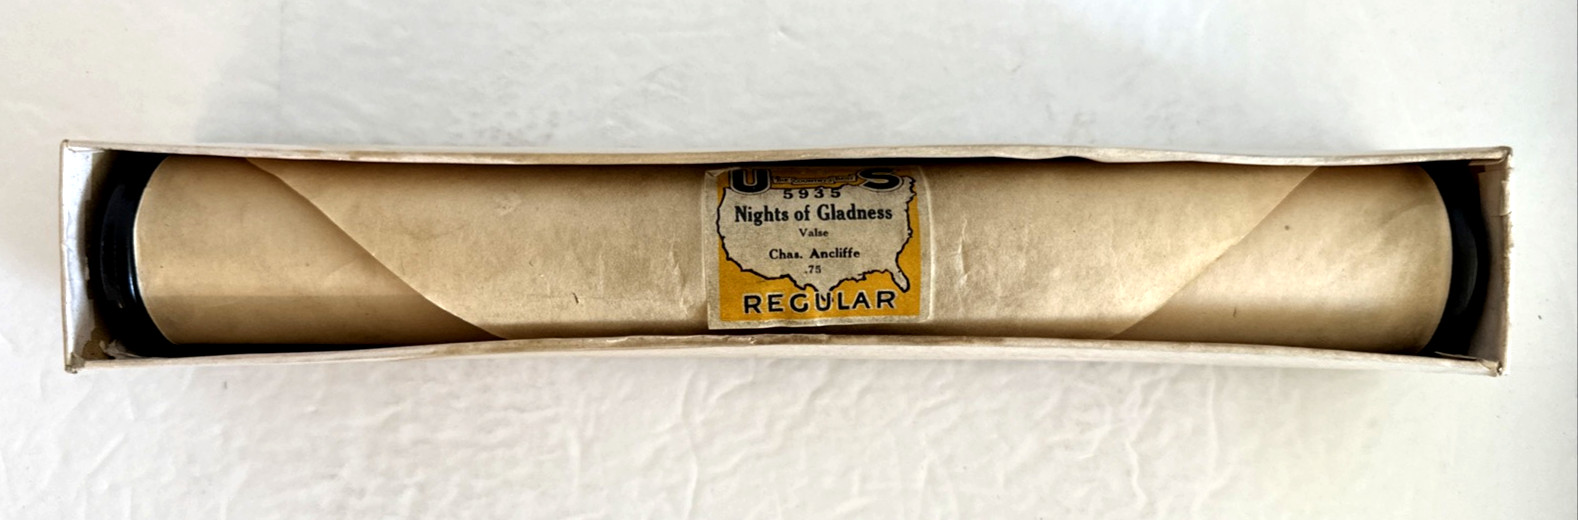 U S
5935
Nights of Gladness
Valse
Chas. Ancliffe
.75
REGULAR